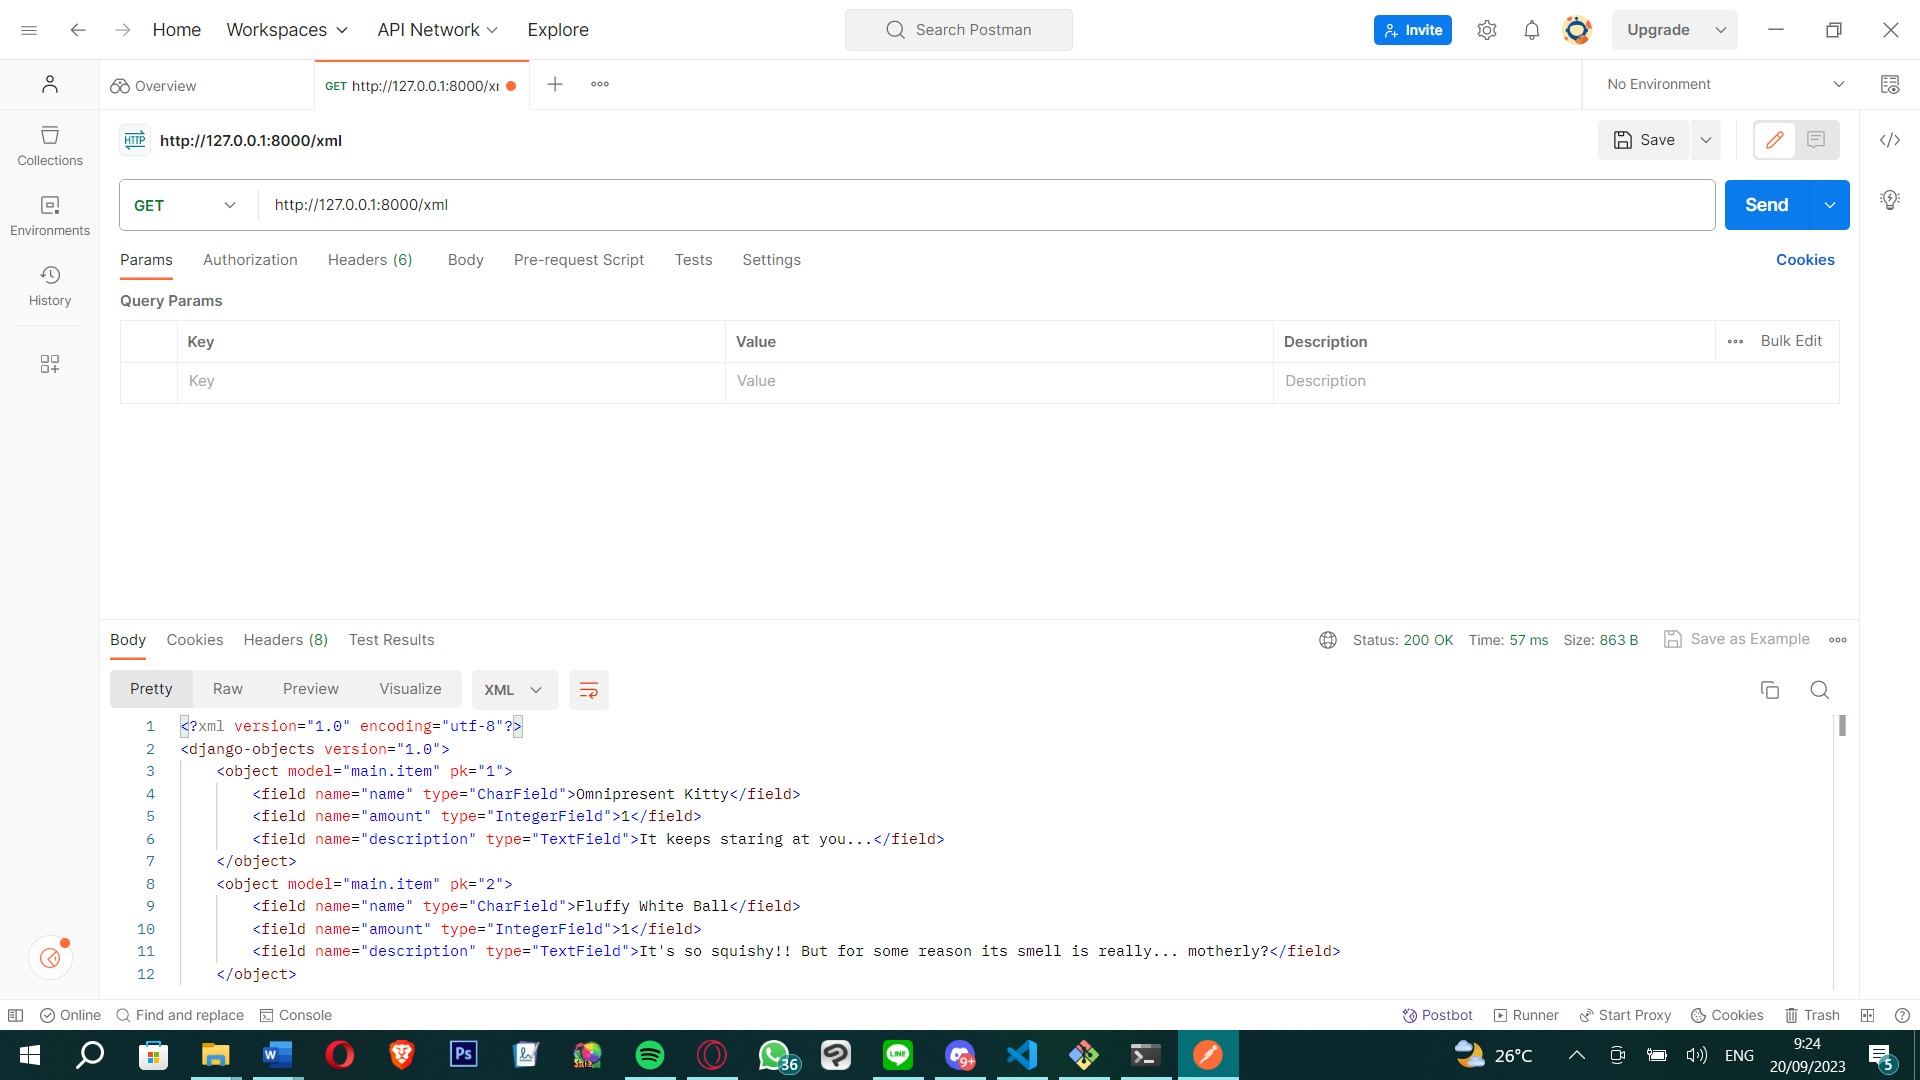 Home Workspaces API Network Explore Search Postman Invite Upgrade
Overview GET http://127.0.0.1:8000/xr No Environment
HTTP http://127.0.0.1:8000/xml Save
Collections
GET http://127.0.0.1:8000/xml Send
Environments
Params Authorization Headers (6) Body Pre-request Script Tests Settings Cookies
History
Query Params
Key Value Description Bulk Edit
Key Value Description
Body Cookies Headers (8) Test Results Status: 200 OK Time: 57 ms Size: 863 B Save as Example
Pretty Raw Preview Visualize XML
1 <?xml version="1.0" encoding="utf-8"?>
2 <django-objects version="1.0">
3 <object model="main.item" pk="1">
4 <field name="name" type="CharField">Omnipresent Kitty</field>
5 <field name="amount" type="IntegerField">1</field>
6 <field name="description" type="TextField">It keeps staring at you...</field>
7 </object>
8 <object model="main.item" pk="2">
9 <field name="name" type="CharField">Fluffy White Ball</field>
10 <field name="amount" type="IntegerField">1</field>
11 <field name="description" type="TextField">It's so squishy!! But for some reason its smell is really... motherly?</field>
12 </object>
Online Find and replace Console Postbot Runner Start Proxy Cookies Trash
W Ps 36 LINE 9+ 26°C ENG 9:24
20/09/2023 5